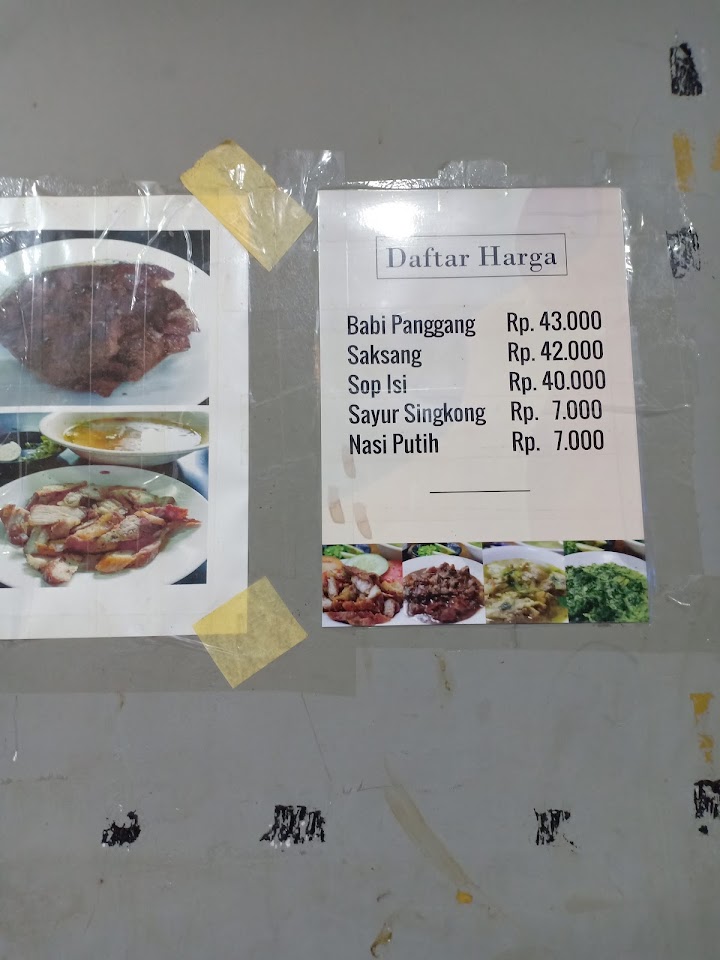 Daftar Harga
Babi Panggang Rp. 43.000
Saksang Rp. 42.000
Sop Isi Rp. 40.000
Sayur Singkong Rp. 7.000
Nasi Putih Rp. 7.000